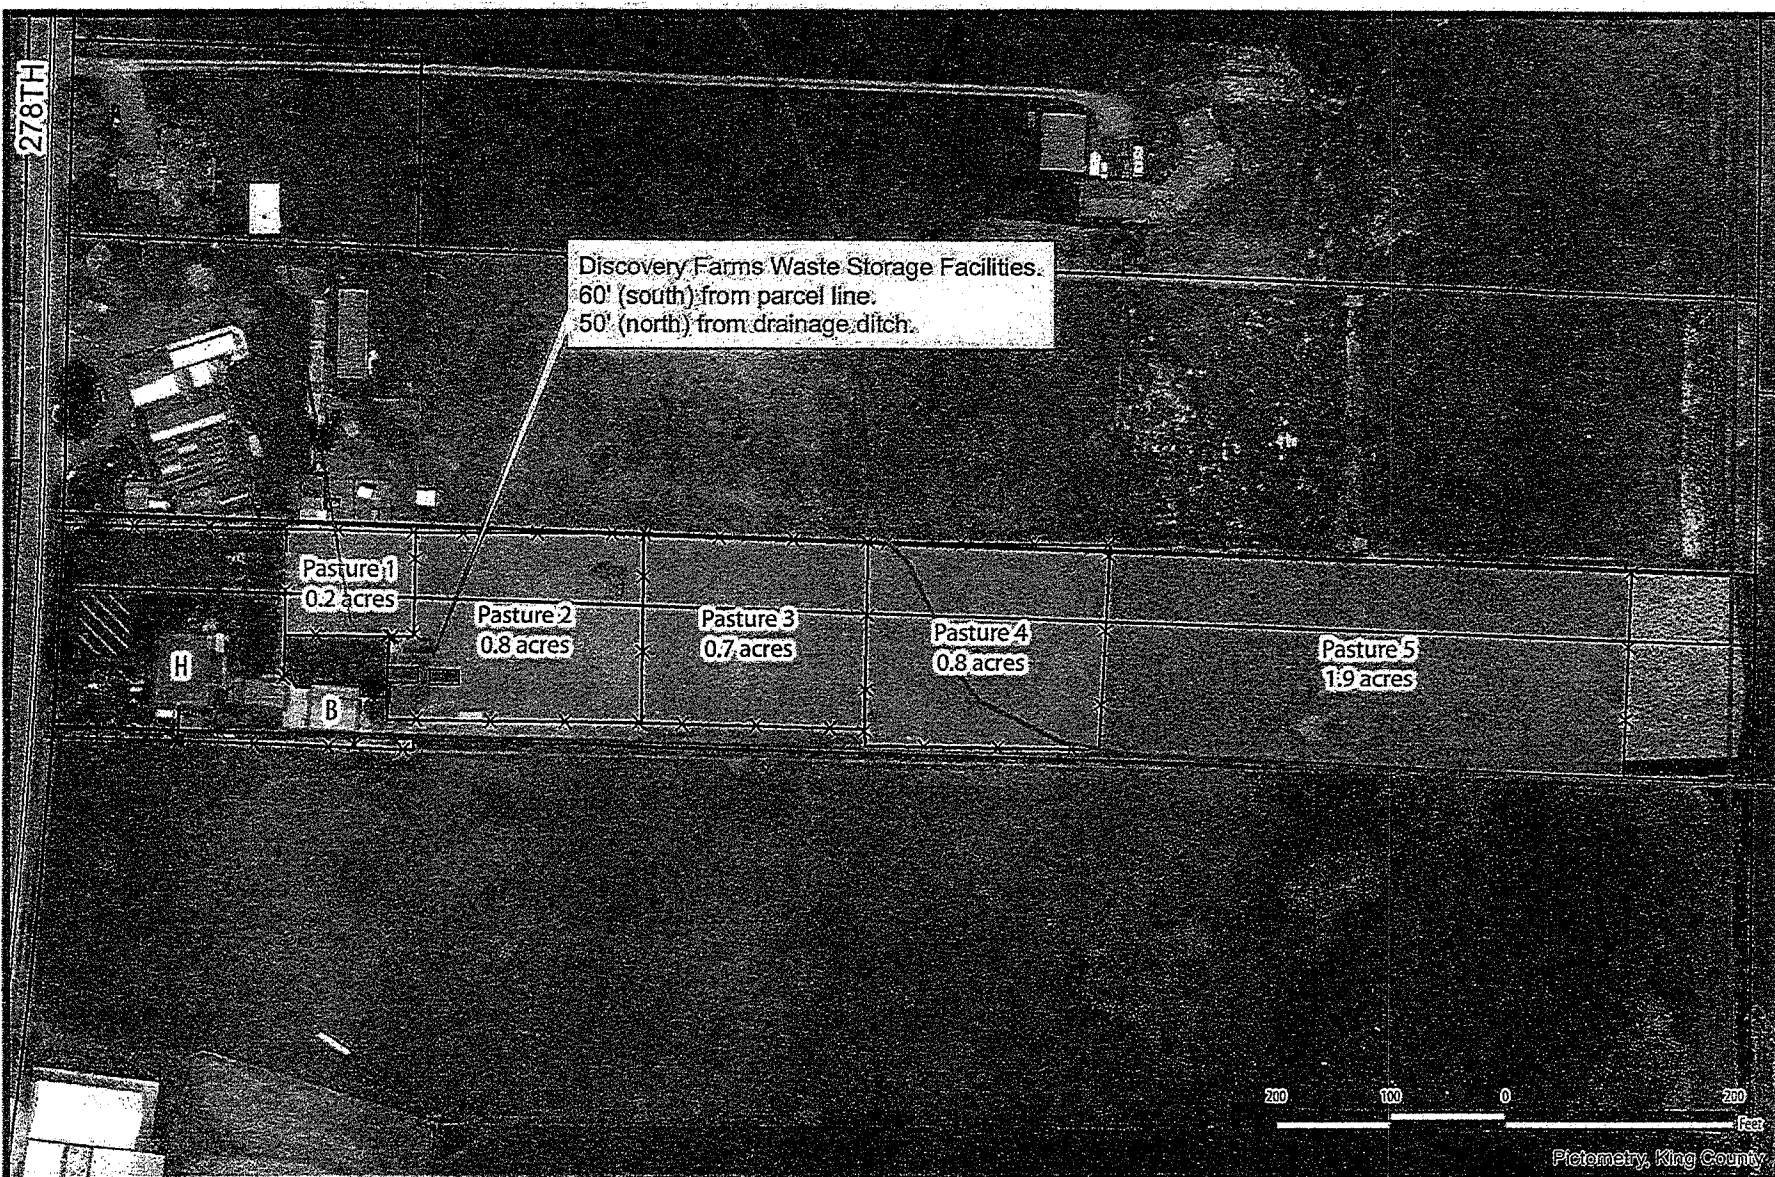 278TH
Discovery Farms Waste Storage Facilities.
60' (south) from parcel line.
50' (north) from drainage ditch.
Pasture 1
0.2 acres
Pasture 2
0.8 acres
Pasture 3
0.7 acres
Pasture 4
0.8 acres
Pasture 5
1.9 acres
H
B
200 100 0 200
Feet
Pictometry, King County